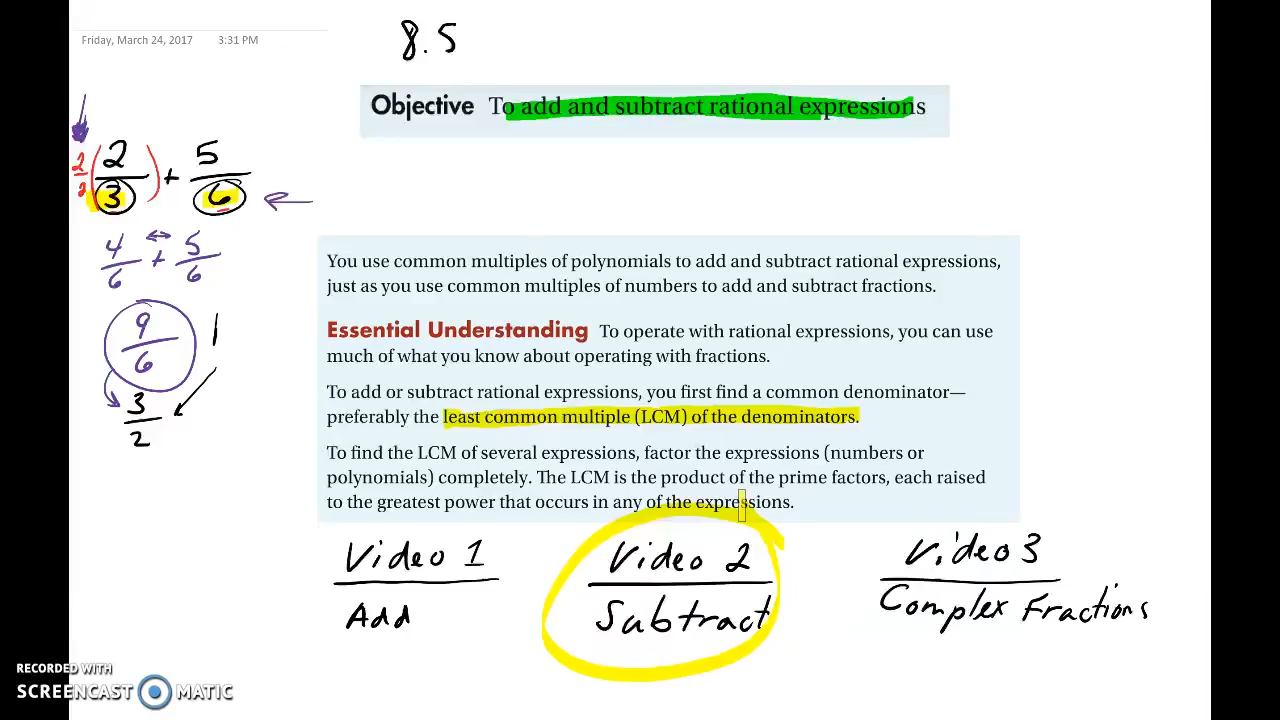 Friday, March 24, 2017 3:31 PM
8.5
Objective To add and subtract rational expressions
2/2 (2/3) + 5/6
4/6 + 5/6
9/6
3/2
You use common multiples of polynomials to add and subtract rational expressions,
just as you use common multiples of numbers to add and subtract fractions.
Essential Understanding To operate with rational expressions, you can use
much of what you know about operating with fractions.
To add or subtract rational expressions, you first find a common denominator—
preferably the least common multiple (LCM) of the denominators.
To find the LCM of several expressions, factor the expressions (numbers or
polynomials) completely. The LCM is the product of the prime factors, each raised
to the greatest power that occurs in any of the expressions.
Video 1 Video 2 Video 3
Add Subtract Complex Fractions
RECORDED WITH
SCREENCAST MATIC